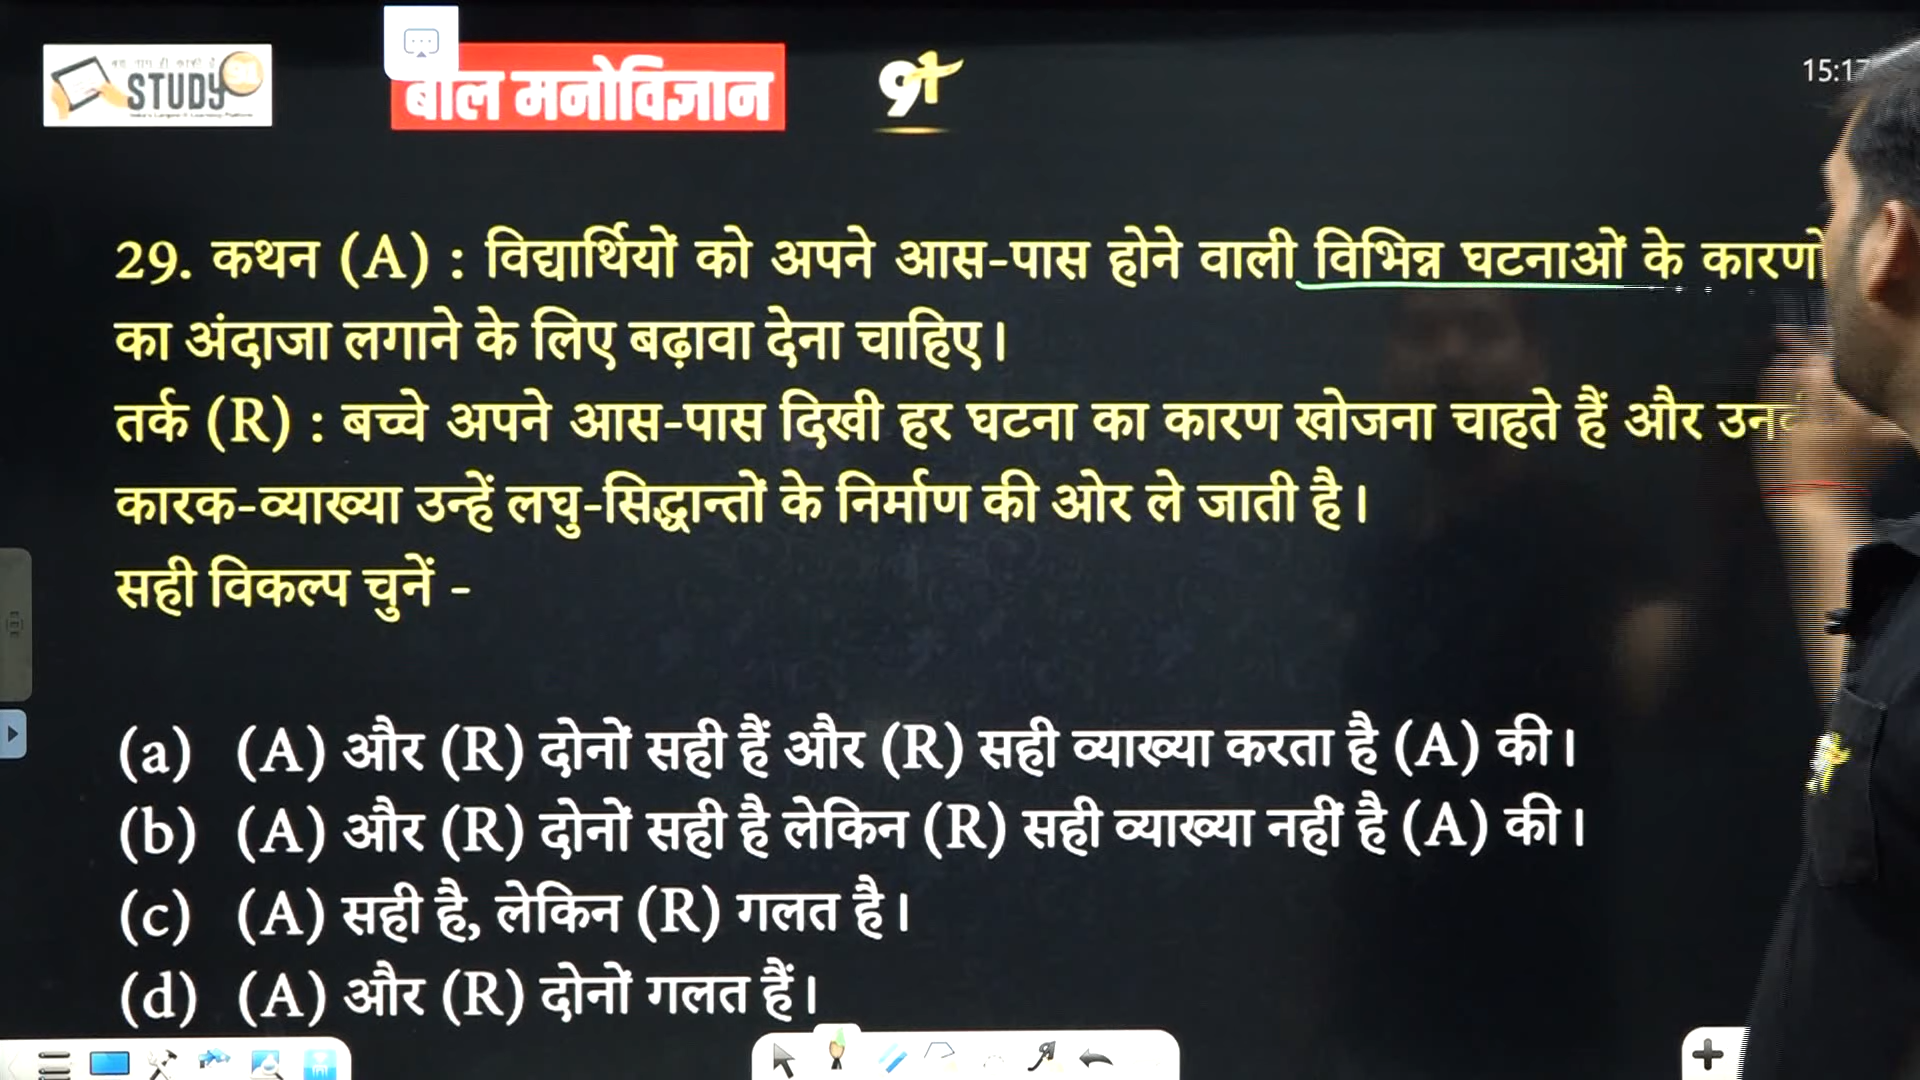 STUDY
बाल मनोविज्ञान
9+
15:17
29. कथन (A) : विद्यार्थियों को अपने आस-पास होने वाली विभिन्न घटनाओं के कारणों
का अंदाजा लगाने के लिए बढ़ावा देना चाहिए।
तर्क (R) : बच्चे अपने आस-पास दिखी हर घटना का कारण खोजना चाहते हैं और
कारक-व्याख्या उन्हें लघु-सिद्धान्तों के निर्माण की ओर ले जाती है।
सही विकल्प चुनें -
(a) (A) और (R) दोनों सही हैं और (R) सही व्याख्या करता है (A) की।
(b) (A) और (R) दोनों सही है लेकिन (R) सही व्याख्या नहीं है (A) की।
(c) (A) सही है, लेकिन (R) गलत है।
(d) (A) और (R) दोनों गलत हैं।